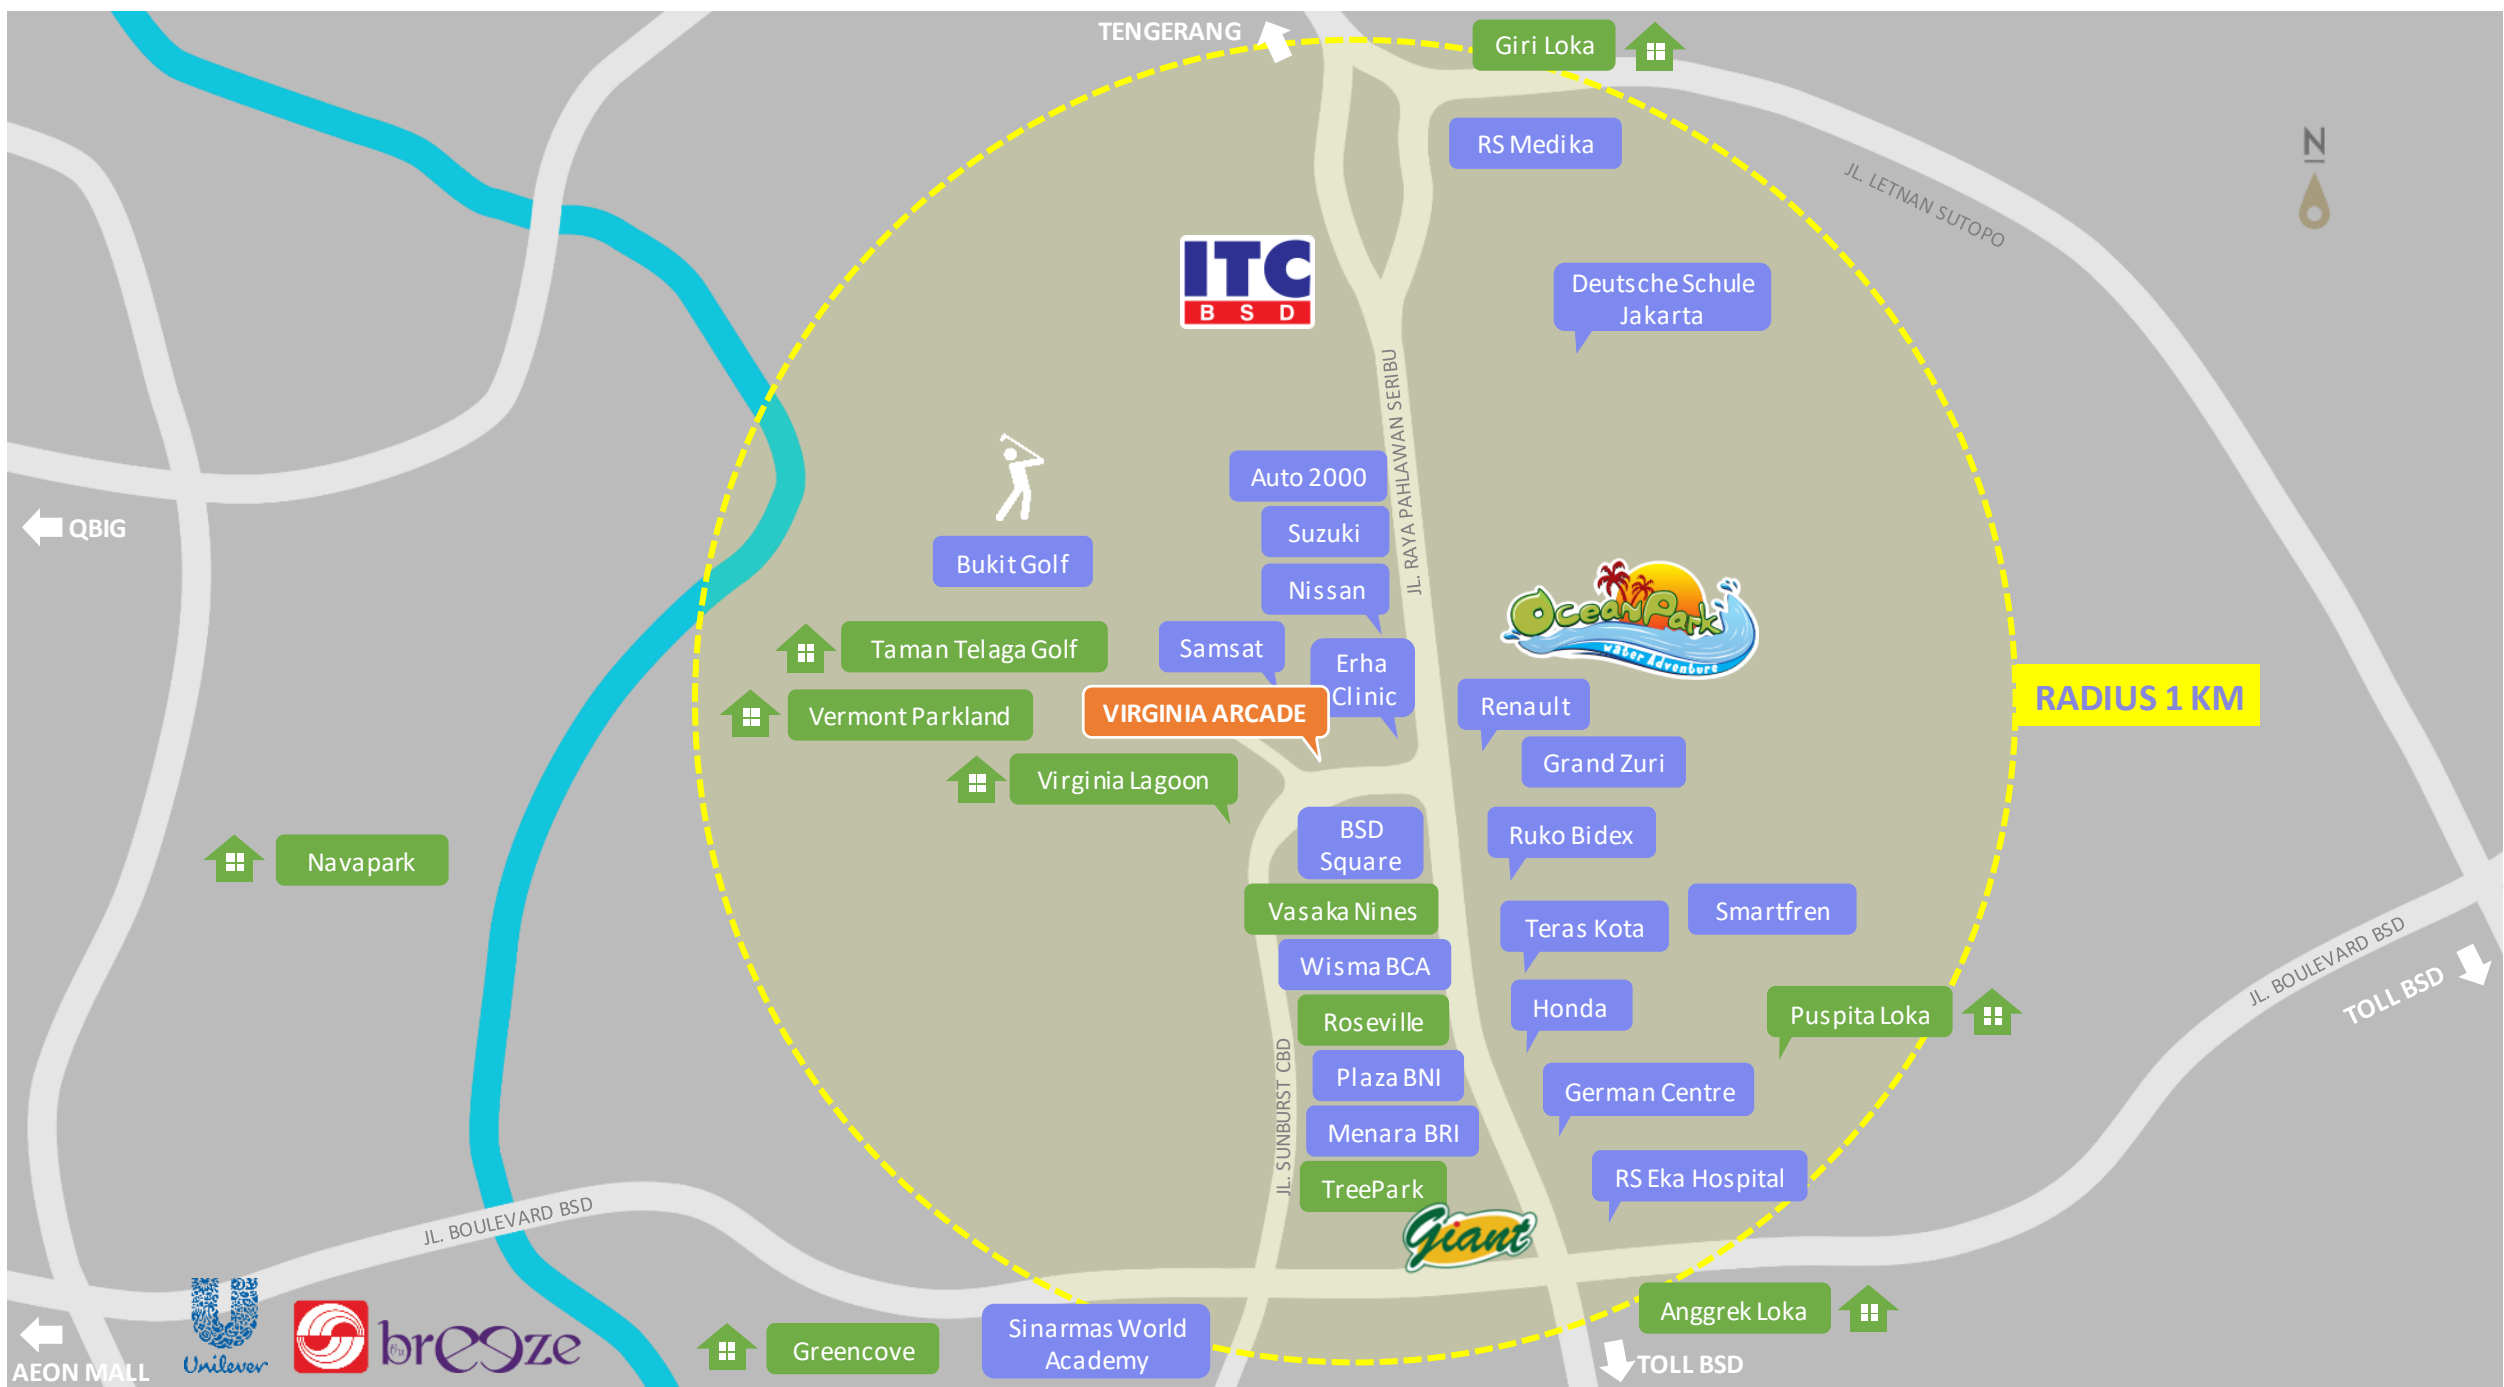 TENGERANG
Giri Loka
RS Medika
N
JL. LETNAN SUTOPO
ITC
BSD
Deutsche Schule
Jakarta
JL. RAYA PAHLAWAN SERIBU
Auto 2000
Suzuki
Nissan
QBIG
Bukit Golf
OceanPark
Water Adventure
Taman Telaga Golf
Samsat
Erha
Clinic
Vermont Parkland
VIRGINIA ARCADE
Renault
RADIUS 1 KM
Grand Zuri
Virginia Lagoon
BSD
Square
Ruko Bidex
Navapark
Vasaka Nines
Teras Kota
Smartfren
Wisma BCA
JL. BOULEVARD BSD
TOLL BSD
Honda
Puspita Loka
Roseville
JL. SUNBURST CBD
Plaza BNI
German Centre
Menara BRI
RS Eka Hospital
TreePark
Giant
JL. BOULEVARD BSD
Unilever
the breeze
Anggrek Loka
Sinarmas World
Academy
Greencove
TOLL BSD
AEON MALL